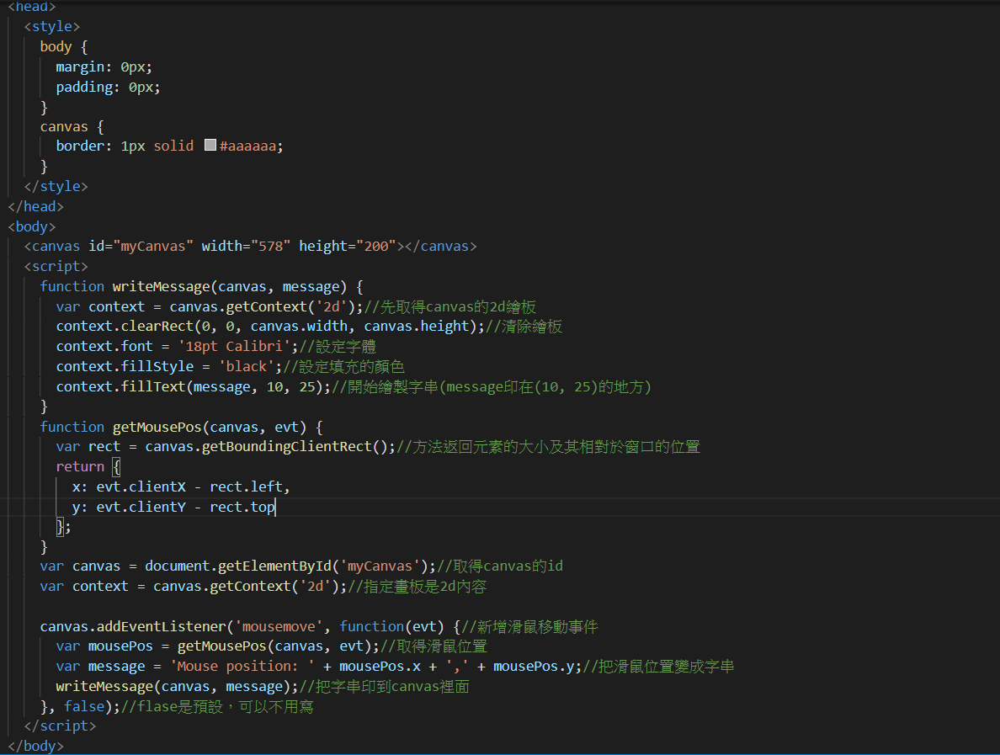 <head>
<style>
body {
margin: 0px;
padding: 0px;
}
canvas {
border: 1px solid #aaaaaa;
}
</style>
</head>
<body>
<canvas id="myCanvas" width="578" height="200"></canvas>
<script>
function writeMessage(canvas, message) {
var context = canvas.getContext('2d');//先取得canvas的2d繪板
context.clearRect(0, 0, canvas.width, canvas.height);//清除繪板
context.font = '18pt Calibri';//設定字體
context.fillStyle = 'black';//設定填充的顏色
context.fillText(message, 10, 25);//開始繪製字串(message印在(10, 25)的地方)
}
function getMousePos(canvas, evt) {
var rect = canvas.getBoundingClientRect();//方法返回元素的大小及其相對於窗口的位置
return {
x: evt.clientX - rect.left,
y: evt.clientY - rect.top
};
}
var canvas = document.getElementById('myCanvas');//取得canvas的id
var context = canvas.getContext('2d');//指定畫板是2d內容
canvas.addEventListener('mousemove', function(evt) {//新增滑鼠移動事件
var mousePos = getMousePos(canvas, evt);//取得滑鼠位置
var message = 'Mouse position: ' + mousePos.x + ',' + mousePos.y;//把滑鼠位置變成字串
writeMessage(canvas, message);//把字串印到canvas裡面
}, false);//flase是預設，可以不用寫
</script>
</body>